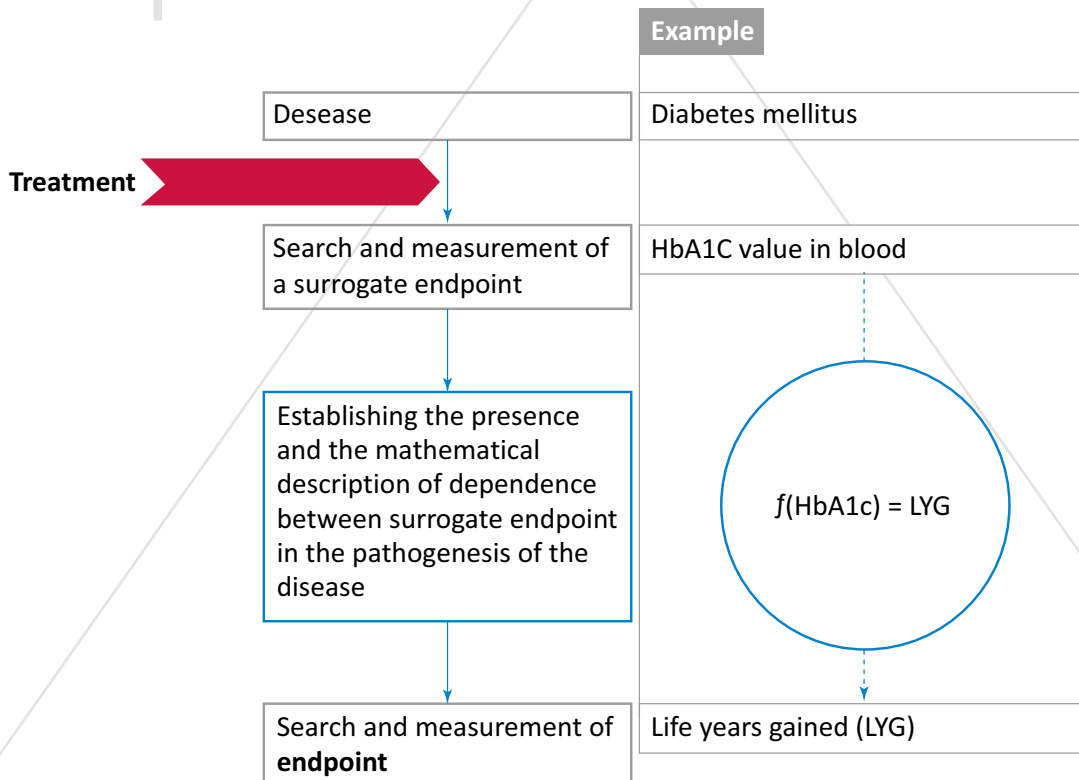 Example
Desease
Diabetes mellitus
Treatment
Search and measurement of
a surrogate endpoint
HbA1C value in blood
Establishing the presence
and the mathematical
description of dependence
between surrogate endpoint
in the pathogenesis of the
disease
ƒ(HbA1c) = LYG
Search and measurement of
endpoint
Life years gained (LYG)